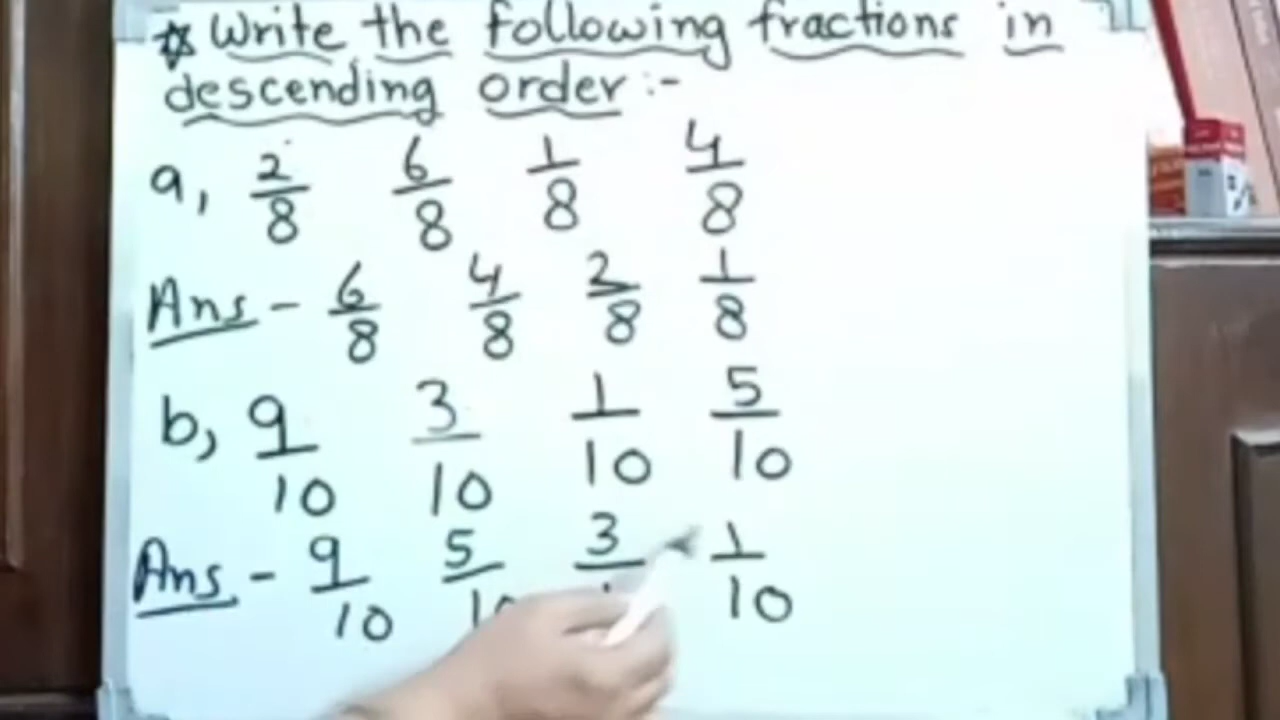 ☆ Write the following fractions in
descending order :-
a, 2/8 6/8 1/8 4/8
Ans - 6/8 4/8 2/8 1/8
b, 9/10 3/10 1/10 5/10
Ans - 9/10 5/10 3/ 1/10